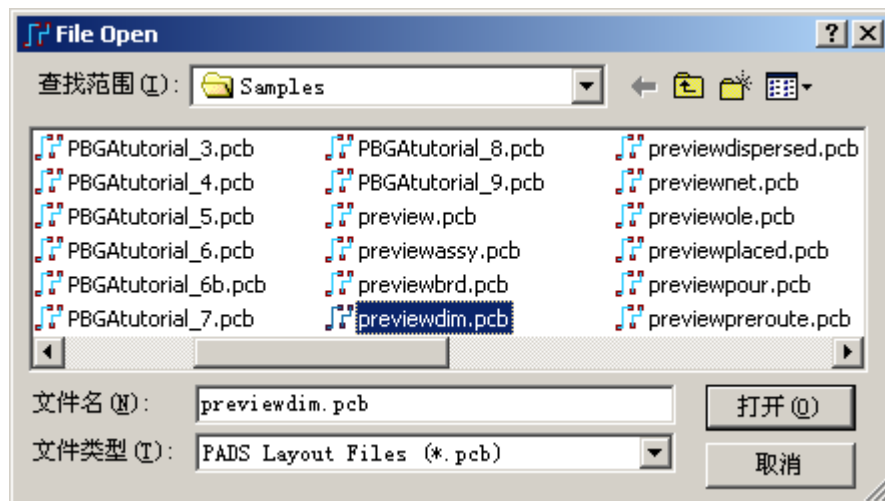 File Open
查找范围(I): Samples
PBGAtutorial_3.pcb PBGAtutorial_8.pcb previewdispersed.pcb
PBGAtutorial_4.pcb PBGAtutorial_9.pcb previewnet.pcb
PBGAtutorial_5.pcb preview.pcb previewole.pcb
PBGAtutorial_6.pcb previewassy.pcb previewplaced.pcb
PBGAtutorial_6b.pcb previewbrd.pcb previewpour.pcb
PBGAtutorial_7.pcb previewdim.pcb previewpreroute.pcb
文件名(N): previewdim.pcb 打开(O)
文件类型(T): PADS Layout Files (*.pcb) 取消